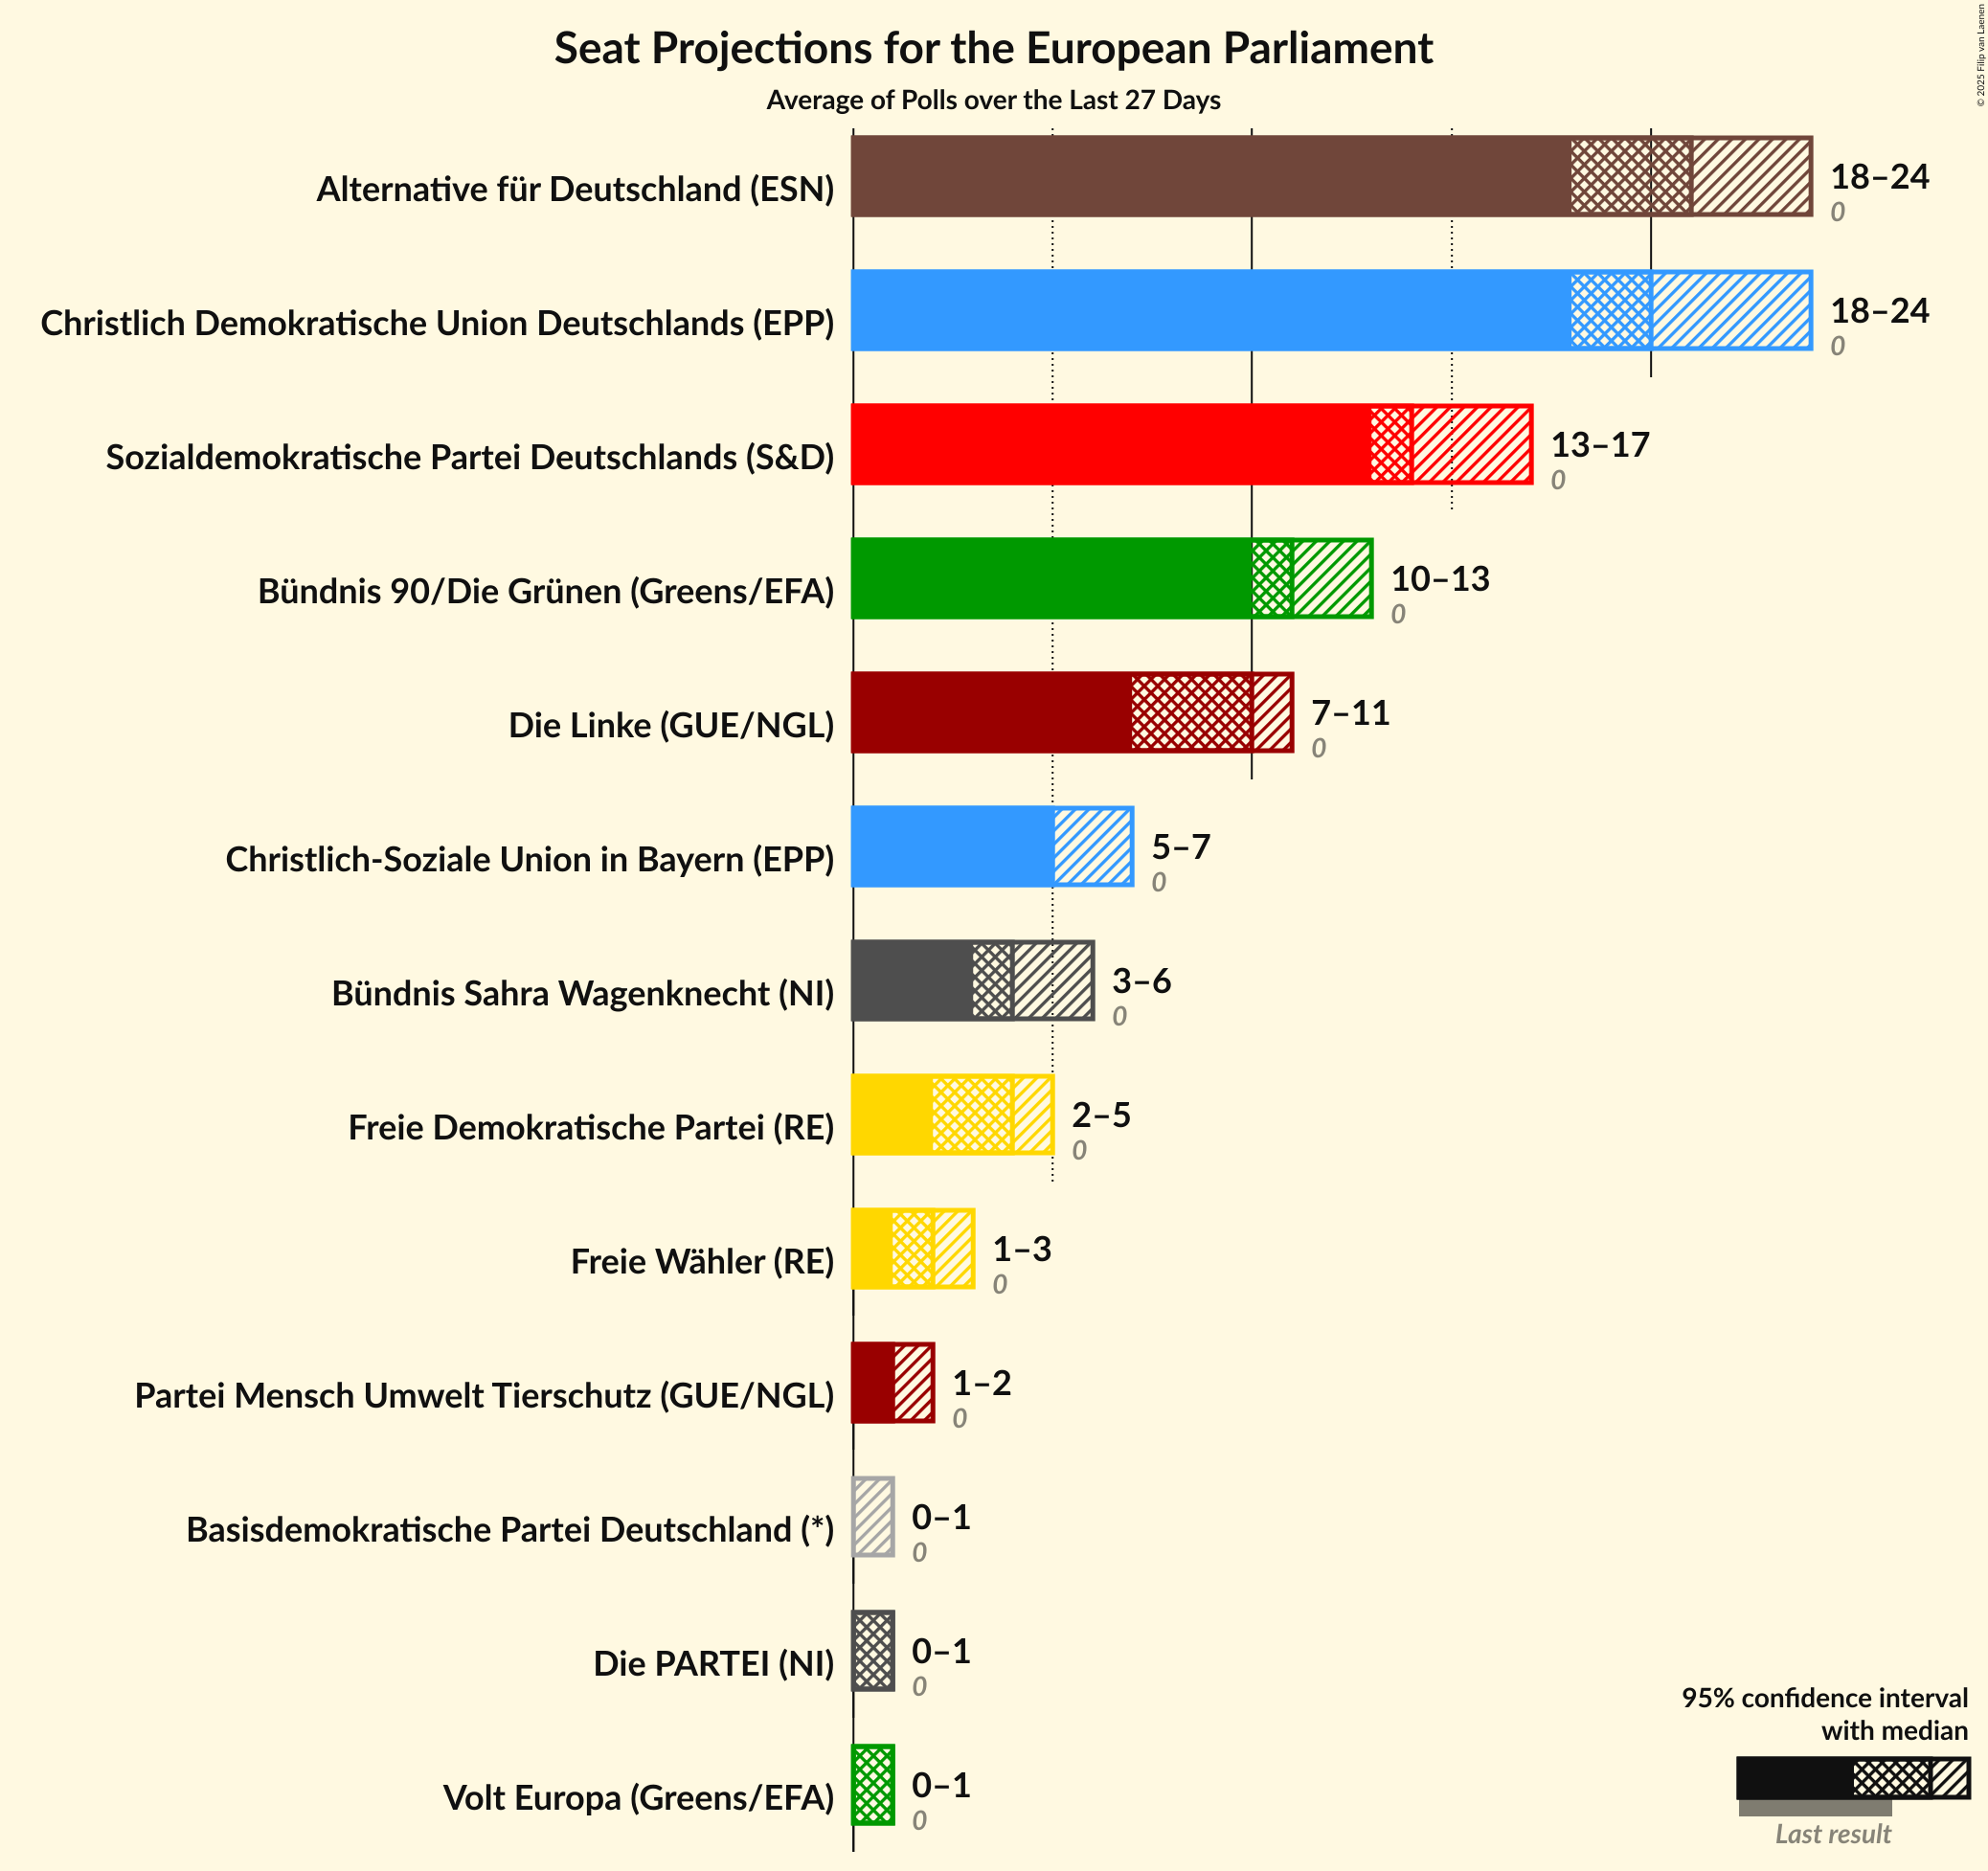 Seat Projections for the European Parliament
Average of Polls over the Last 27 Days
© 2025 Filip van Laenen
Alternative für Deutschland (ESN)
18–24
0
Christlich Demokratische Union Deutschlands (EPP)
18–24
0
Sozialdemokratische Partei Deutschlands (S&D)
13–17
0
Bündnis 90/Die Grünen (Greens/EFA)
10–13
0
Die Linke (GUE/NGL)
7–11
0
Christlich-Soziale Union in Bayern (EPP)
5–7
0
Bündnis Sahra Wagenknecht (NI)
3–6
0
Freie Demokratische Partei (RE)
2–5
0
Freie Wähler (RE)
1–3
0
Partei Mensch Umwelt Tierschutz (GUE/NGL)
1–2
0
Basisdemokratische Partei Deutschland (*)
0–1
0
Die PARTEI (NI)
0–1
0
Volt Europa (Greens/EFA)
0–1
0
95% confidence interval
with median
Last result